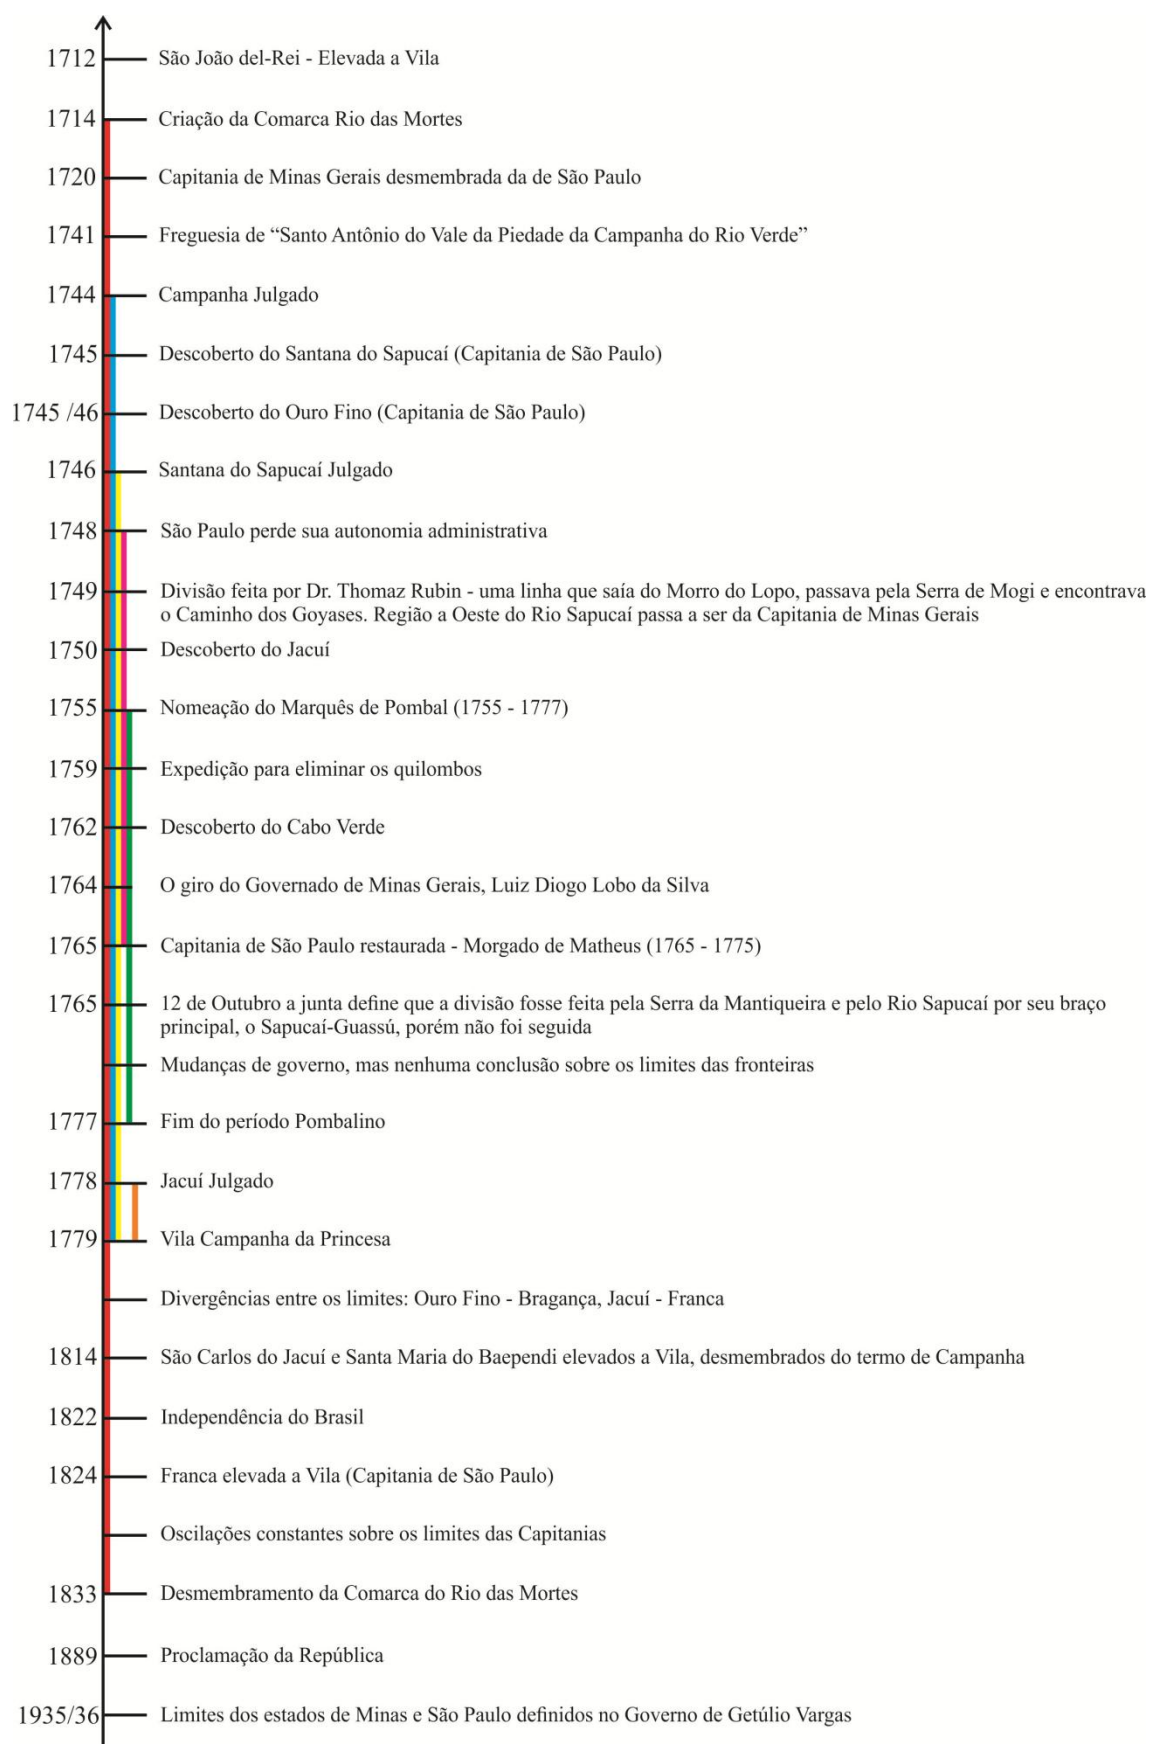 1712 São João del-Rei - Elevada a Vila
1714 Criação da Comarca Rio das Mortes
1720 Capitania de Minas Gerais desmembrada da de São Paulo
1741 Freguesia de “Santo Antônio do Vale da Piedade da Campanha do Rio Verde”
1744 Campanha Julgado
1745 Descoberto do Santana do Sapucaí (Capitania de São Paulo)
1745 /46 Descoberto do Ouro Fino (Capitania de São Paulo)
1746 Santana do Sapucaí Julgado
1748 São Paulo perde sua autonomia administrativa
1749 Divisão feita por Dr. Thomaz Rubin - uma linha que saía do Morro do Lopo, passava pela Serra de Mogi e encontrava
o Caminho dos Goyases. Região a Oeste do Rio Sapucaí passa a ser da Capitania de Minas Gerais
1750 Descoberto do Jacuí
1755 Nomeação do Marquês de Pombal (1755 - 1777)
1759 Expedição para eliminar os quilombos
1762 Descoberto do Cabo Verde
1764 O giro do Governado de Minas Gerais, Luiz Diogo Lobo da Silva
1765 Capitania de São Paulo restaurada - Morgado de Matheus (1765 - 1775)
1765 12 de Outubro a junta define que a divisão fosse feita pela Serra da Mantiqueira e pelo Rio Sapucaí por seu braço
principal, o Sapucaí-Guassú, porém não foi seguida
Mudanças de governo, mas nenhuma conclusão sobre os limites das fronteiras
1777 Fim do período Pombalino
1778 Jacuí Julgado
1779 Vila Campanha da Princesa
Divergências entre os limites: Ouro Fino - Bragança, Jacuí - Franca
1814 São Carlos do Jacuí e Santa Maria do Baependi elevados a Vila, desmembrados do termo de Campanha
1822 Independência do Brasil
1824 Franca elevada a Vila (Capitania de São Paulo)
Oscilações constantes sobre os limites das Capitanias
1833 Desmembramento da Comarca do Rio das Mortes
1889 Proclamação da República
1935/36 Limites dos estados de Minas e São Paulo definidos no Governo de Getúlio Vargas